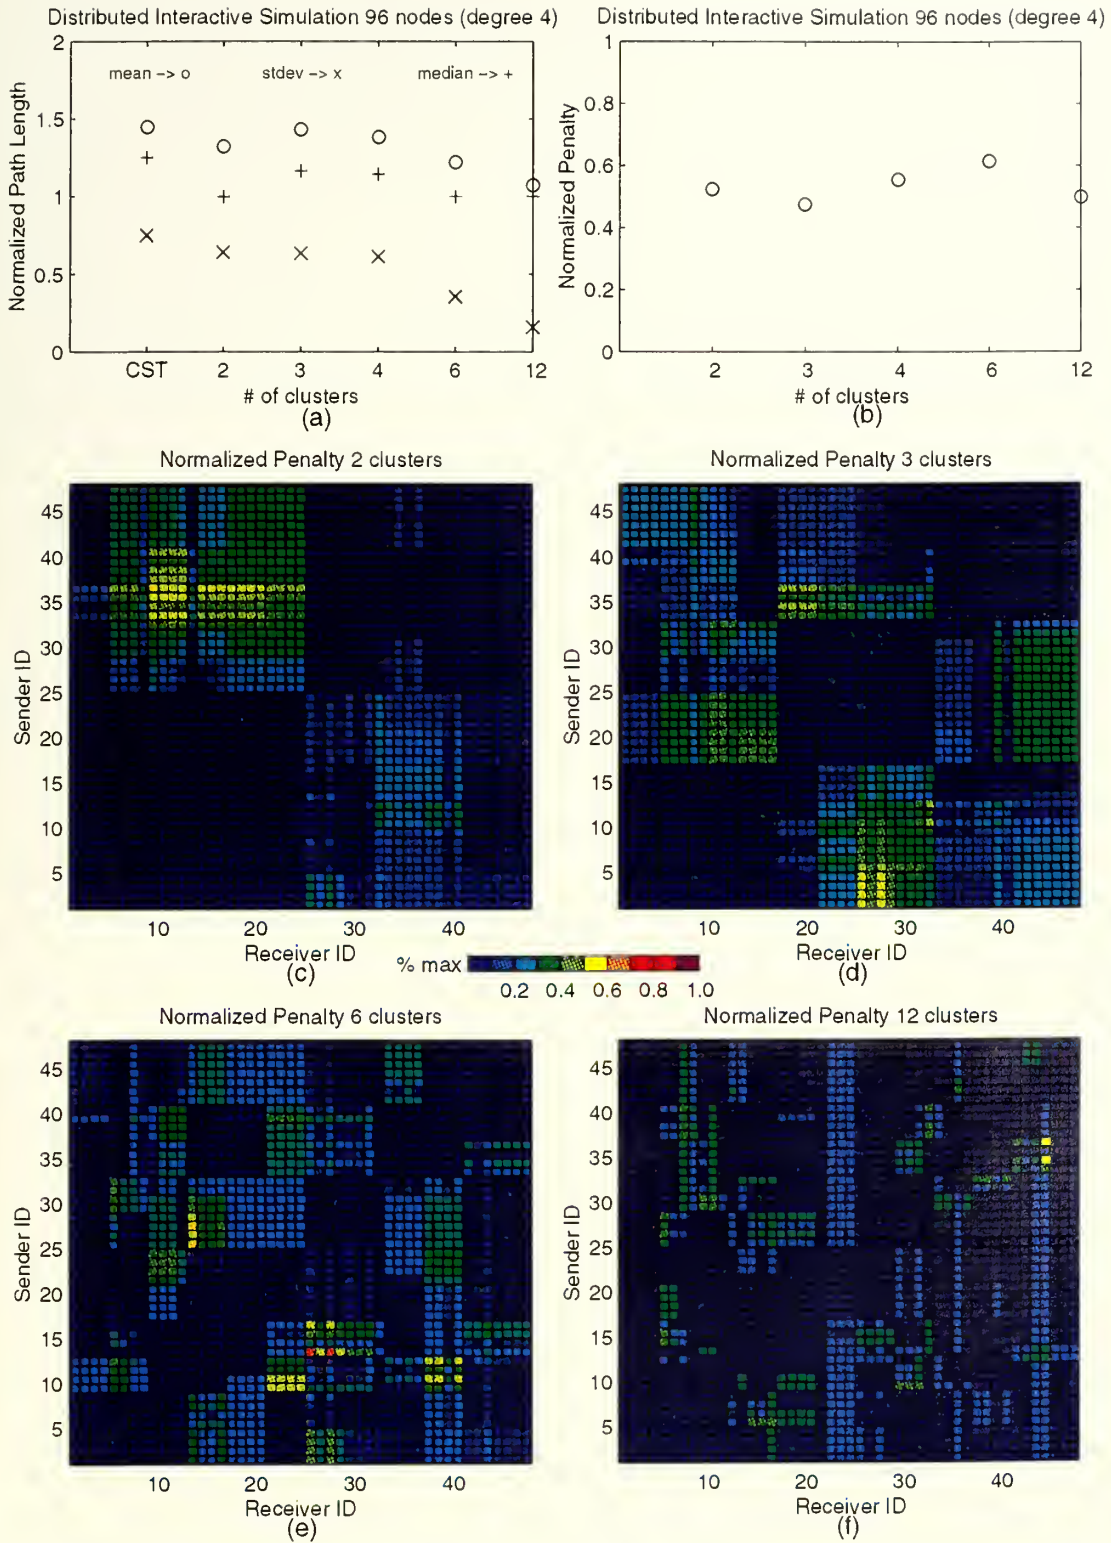 Distributed Interactive Simulation 96 nodes (degree 4)
2
1.5
1
0.5
0
Normalized Path Length
mean -> o
stdev -> x
median -> +
CST 2 3 4 6 12
# of clusters
(a)
Distributed Interactive Simulation 96 nodes (degree 4)
1
0.8
0.6
0.4
0.2
0
Normalized Penalty
2 3 4 6 12
# of clusters
(b)
Normalized Penalty 2 clusters
45
40
35
30
25
20
15
10
5
Sender ID
10 20 30 40
Receiver ID
(c)
Normalized Penalty 3 clusters
45
40
35
30
25
20
15
10
5
Sender ID
10 20 30 40
Receiver ID
(d)
% max
0.2 0.4 0.6 0.8 1.0
Normalized Penalty 6 clusters
45
40
35
30
25
20
15
10
5
Sender ID
10 20 30 40
Receiver ID
(e)
Normalized Penalty 12 clusters
45
40
35
30
25
20
15
10
5
Sender ID
10 20 30 40
Receiver ID
(f)